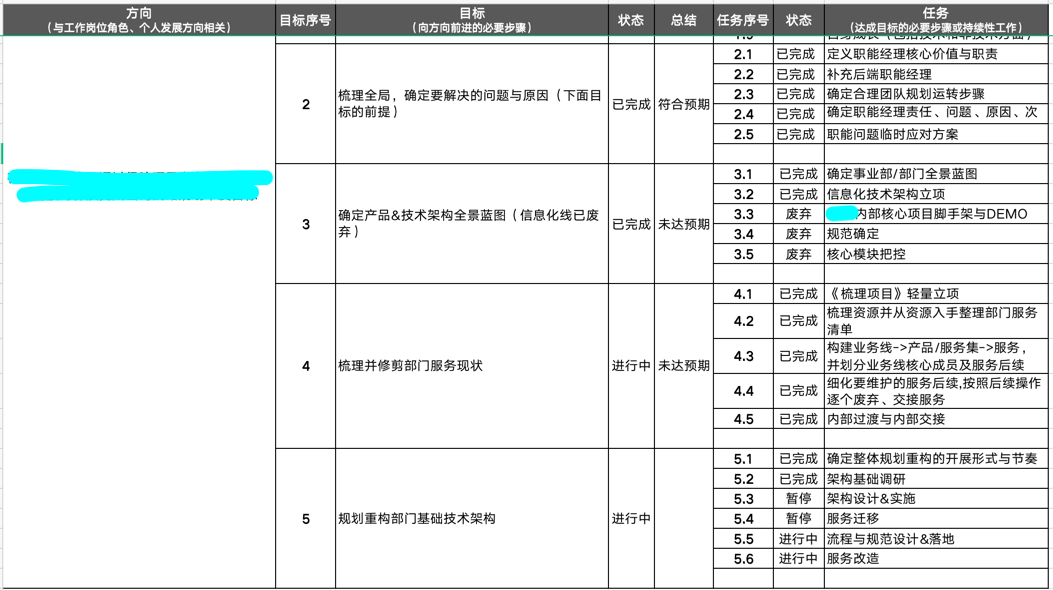 方向
（与工作岗位角色、个人发展方向相关）
目标序号
目标
（向方向前进的必要步骤）
状态
总结
任务序号
状态
任务
（达成目标的必要步骤或持续性工作）
2
梳理全局，确定要解决的问题与原因（下面目
标的前提）
已完成
符合预期
2.1 已完成 定义职能经理核心价值与职责
2.2 已完成 补充后端职能经理
2.3 已完成 确定合理团队规划运转步骤
2.4 已完成 确定职能经理责任、问题、原因、次
2.5 已完成 职能问题临时应对方案
3
确定产品&技术架构全景蓝图（信息化线已废
弃）
已完成
未达预期
3.1 已完成 确定事业部/部门全景蓝图
3.2 已完成 信息化技术架构立项
3.3 废弃 内部核心项目脚手架与DEMO
3.4 废弃 规范确定
3.5 废弃 核心模块把控
4
梳理并修剪部门服务现状
进行中
未达预期
4.1 已完成 《梳理项目》轻量立项
4.2 已完成 梳理资源并从资源入手整理部门服务
清单
4.3 已完成 构建业务线->产品/服务集->服务，
并划分业务线核心成员及服务后续
4.4 已完成 细化要维护的服务后续,按照后续操作
逐个废弃、交接服务
4.5 已完成 内部过渡与内部交接
5
规划重构部门基础技术架构
进行中
5.1 已完成 确定整体规划重构的开展形式与节奏
5.2 已完成 架构基础调研
5.3 暂停 架构设计&实施
5.4 暂停 服务迁移
5.5 进行中 流程与规范设计&落地
5.6 进行中 服务改造